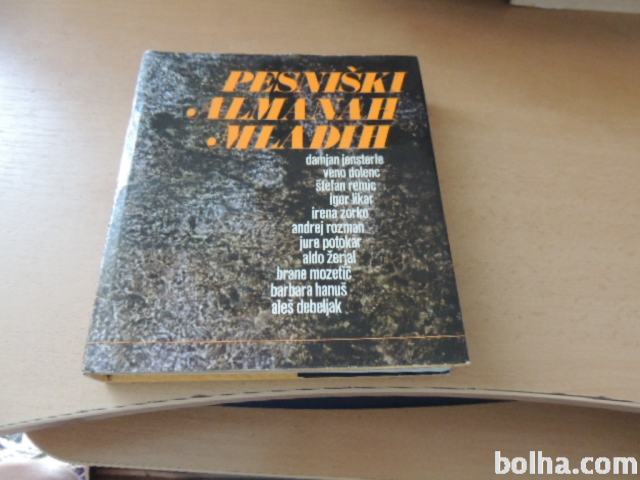 PESNIŠKI
ALMANAH
MLADIH
damjan jensterle
veno dolenc
štefan remic
igor likar
irena zorko
andrej rozman
jure potokar
aldo žerjal
brane mozetič
barbara hanuš
aleš debeljak
bolha.com